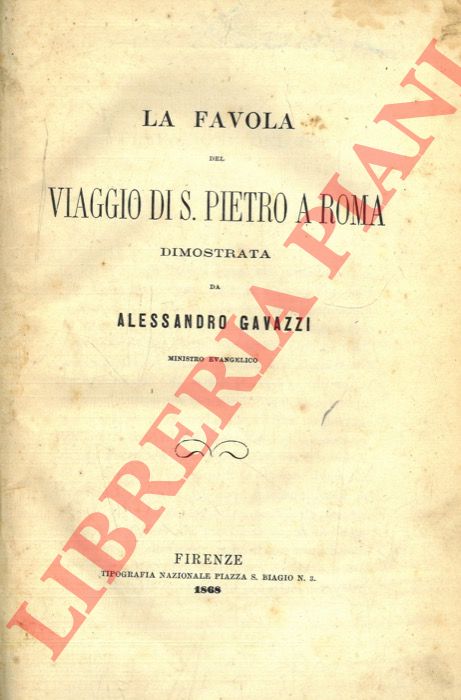 LA FAVOLA
DEL
VIAGGIO DI S. PIETRO A ROMA
DIMOSTRATA
DA
ALESSANDRO GAVAZZI
MINISTRO EVANGELICO
FIRENZE
TIPOGRAFIA NAZIONALE PIAZZA S. BIAGIO N. 3.
1868
LIBRERIA PIANI